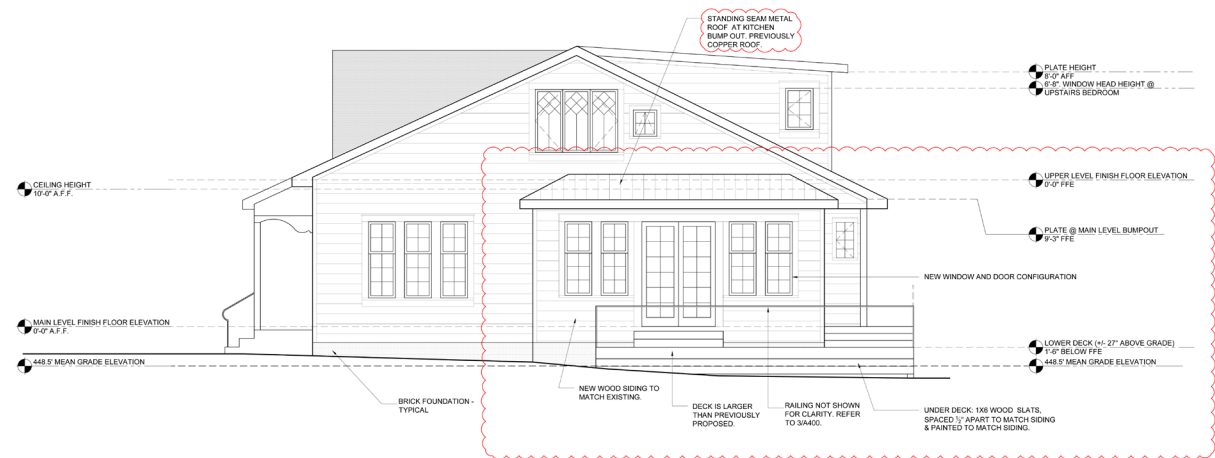 STANDING SEAM METAL
ROOF AT KITCHEN
BUMP OUT. PREVIOUSLY
COPPER ROOF.
PLATE HEIGHT
8'-0" AFF
6'-8". WINDOW HEAD HEIGHT @
UPSTAIRS BEDROOM
CEILING HEIGHT
10'-0" A.F.F.
UPPER LEVEL FINISH FLOOR ELEVATION
0'-0" FFE
PLATE @ MAIN LEVEL BUMPOUT
9'-3" FFE
NEW WINDOW AND DOOR CONFIGURATION
MAIN LEVEL FINISH FLOOR ELEVATION
0'-0" A.F.F.
LOWER DECK (+/- 27" ABOVE GRADE)
1'-6" BELOW FFE
448.5' MEAN GRADE ELEVATION
448.5' MEAN GRADE ELEVATION
BRICK FOUNDATION -
TYPICAL
NEW WOOD SIDING TO
MATCH EXISTING.
DECK IS LARGER
THAN PREVIOUSLY
PROPOSED.
RAILING NOT SHOWN
FOR CLARITY. REFER
TO 3/A400.
UNDER DECK: 1X6 WOOD SLATS,
SPACED ½" APART TO MATCH SIDING
& PAINTED TO MATCH SIDING.